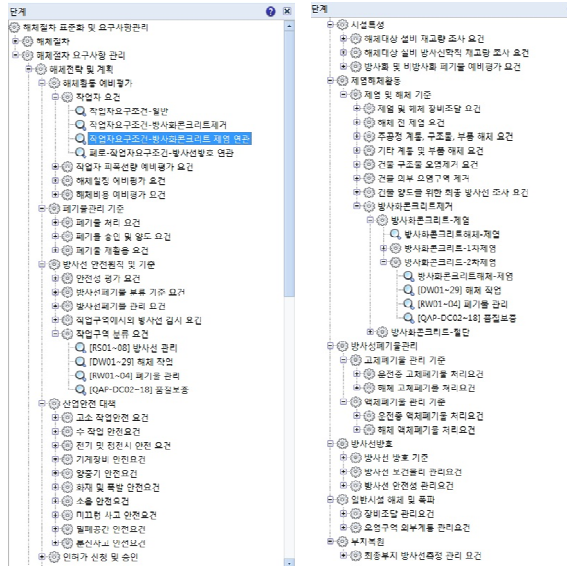 단계
해체절차 표준화 및 요구사항관리
해체절차
해체절차 요구사항 관리
해체전략 및 계획
해체활동 예비평가
작업자 요건
작업자요구조건-일반
작업자요구조건-방사화콘크리트제거
작업자요구조건-방사화콘크리트 제염 연관
폐로-작업자요구조건-방사선방호 연관
작업자 피폭선량 예비평가 요건
해체일정 예비평가 요건
해체비용 예비평가 요건
폐기물관리 기준
폐기물 처리 요건
폐기물 승인 및 양도 요건
폐기물 재활용 요건
방사선 안전원칙 및 기준
안전성 평가 요건
방사선폐기물 분류 기준 요건
방사선폐기물 관리 요건
작업구역에서의 방사선 감시 요건
작업구역 분류 요건
[RS01~08] 방사선 관리
[DW01~29] 해체 작업
[RW01~04] 폐기물 관리
[QAP-DC02~18] 품질보증
산업안전 대책
고소 작업안전 요건
수 작업 안전요건
전기 및 정전시 안전 요건
기계장비 안전요건
양중기 안전요건
화재 및 폭발 안전요건
소음 안전요건
미끄럼 사고 안전요건
밀폐공간 안전요건
분진사고 안전요건
인허가 신청 및 승인
단계
시설특성
해체대상 설비 재고량 조사 요건
해체대상 설비 방사선학적 재고량 조사 요건
방사화 및 비방사화 폐기물 예비평가 요건
제염해체활동
제염 및 해체 기준
제염 및 해체 장비조달 요건
해체 전 제염 요건
주공정 계통, 구조물, 부품 해체 요건
기타 계통 및 부품 해체 요건
건물 구조물 오염제거 요건
건물 외부 오염구역 제거
건물 양도를 위한 최종 방사선 조사 요건
방사화콘크리트제거
방사화콘크리트-제염
방사화콘크리트해체-제염
방사화콘크리트-1차제염
방사화콘크리트-2차제염
방사화콘크리트해체-제염
[DW01~29] 해체 작업
[RW01~04] 폐기물 관리
[QAP-DC02~18] 품질보증
방사화콘크리트-절단
방사성폐기물관리
고체폐기물 관리 기준
운전중 고체폐기물 처리요건
해체 고체폐기물 처리요건
액체폐기물 관리 기준
운전중 액체폐기물 처리요건
해체 액체폐기물 처리요건
방사선방호
방사선 방호 기준
방사선 보건물리 관리요건
방사선 안전성 관리요건
일반시설 해체 및 폭파
장비조달 관리요건
오염구역 외부계통 관리요건
부지복원
최종부지 방사선측정 관리 요건